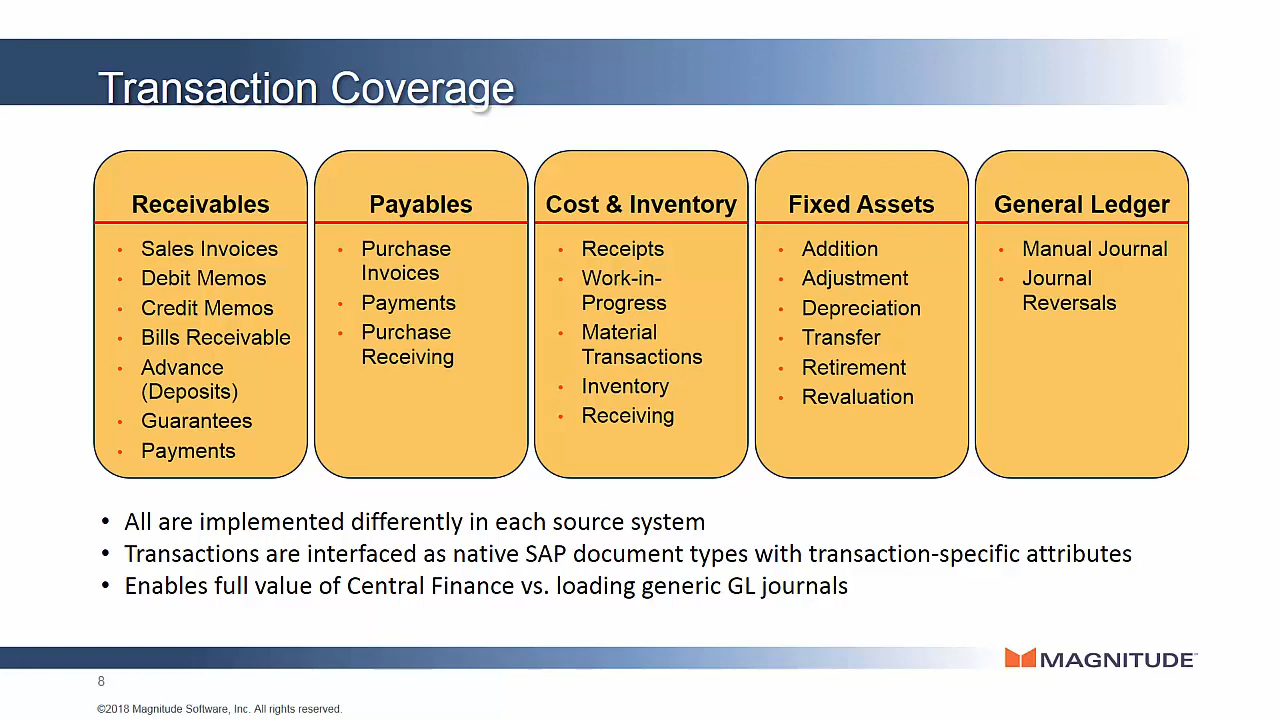 Transaction Coverage
Receivables
• Sales Invoices
• Debit Memos
• Credit Memos
• Bills Receivable
• Advance
(Deposits)
• Guarantees
• Payments
Payables
• Purchase
Invoices
• Payments
• Purchase
Receiving
Cost & Inventory
• Receipts
• Work-in-
Progress
• Material
Transactions
• Inventory
• Receiving
Fixed Assets
• Addition
• Adjustment
• Depreciation
• Transfer
• Retirement
• Revaluation
General Ledger
• Manual Journal
• Journal
Reversals
• All are implemented differently in each source system
• Transactions are interfaced as native SAP document types with transaction-specific attributes
• Enables full value of Central Finance vs. loading generic GL journals
MAGNITUDE™
8
©2018 Magnitude Software, Inc. All rights reserved.